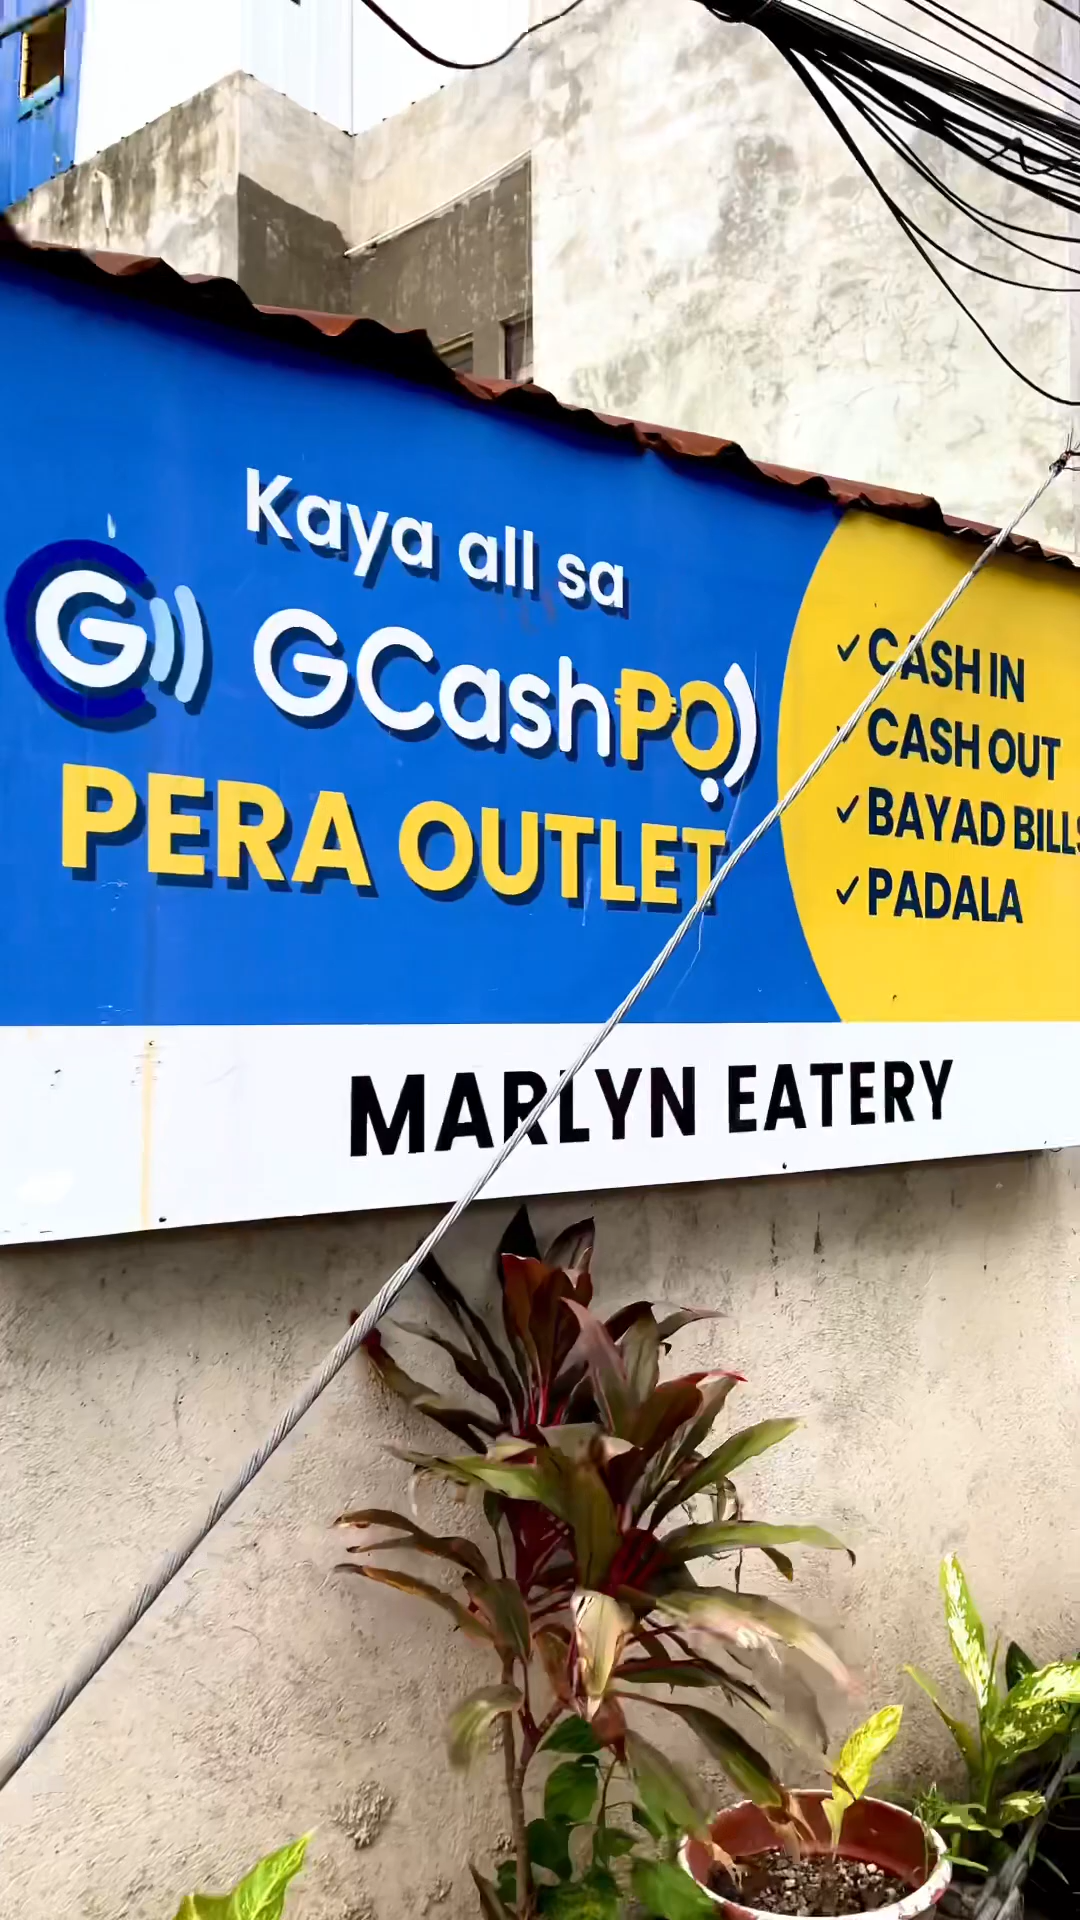 Kaya all sa
G GCashPO
PERA OUTLET
CASH IN
CASH OUT
BAYAD BILLS
PADALA
MARLYN EATERY